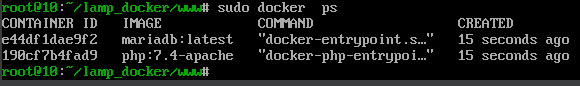 root@10:~/lamp_docker/www# sudo docker  ps
CONTAINER ID   IMAGE            COMMAND                  CREATED
e44df1dae9f2   mariadb:latest   "docker-entrypoint.s…"   15 seconds ago
190cf7b4fad9   php:7.4-apache   "docker-php-entrypoi…"   15 seconds ago
root@10:~/lamp_docker/www#